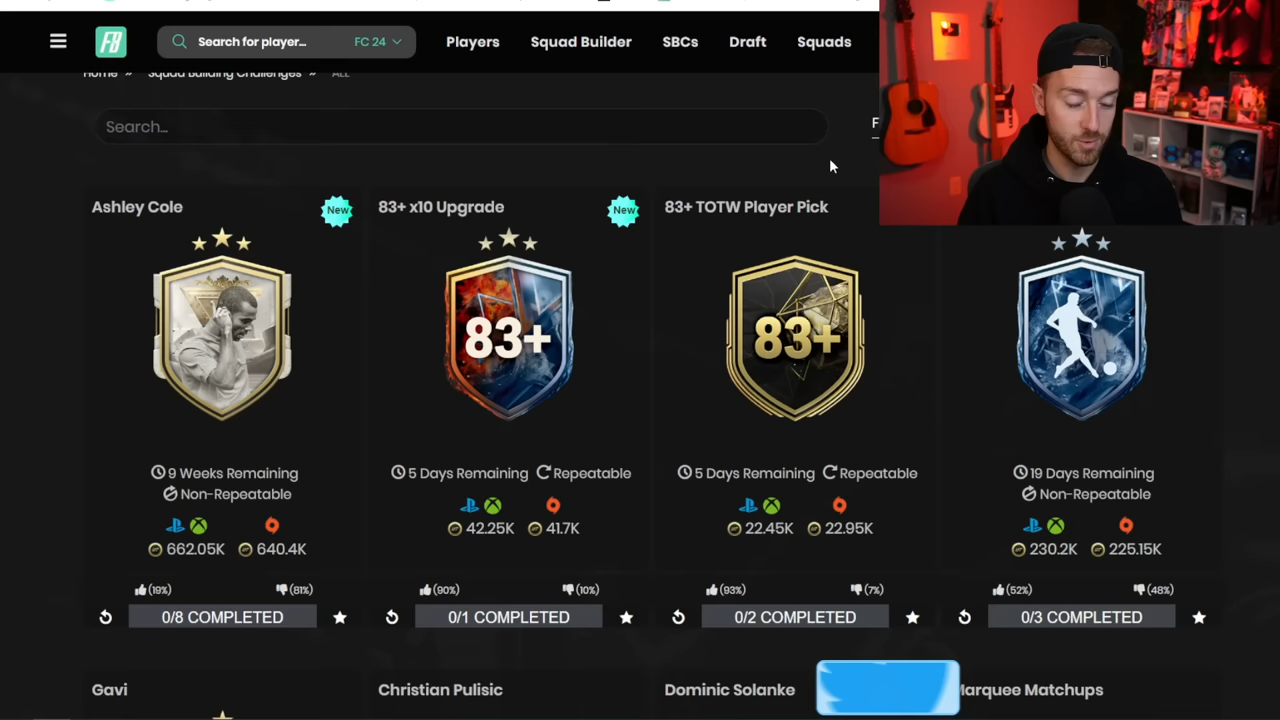 FB
Search for player...
FC 24
Players
Squad Builder
SBCs
Draft
Squads
Home » Squad Building Challenges » ALL
Search...
F
Ashley Cole
New
83+ x10 Upgrade
New
83+ TOTW Player Pick
83+
83+
9 Weeks Remaining
Non-Repeatable
5 Days Remaining
Repeatable
5 Days Remaining
Repeatable
19 Days Remaining
Non-Repeatable
662.05K
640.4K
42.25K
41.7K
22.45K
22.95K
230.2K
225.15K
(19%)
(81%)
(90%)
(10%)
(93%)
(7%)
(52%)
(48%)
0/8 COMPLETED
0/1 COMPLETED
0/2 COMPLETED
0/3 COMPLETED
Gavi
Christian Pulisic
Dominic Solanke
Marquee Matchups